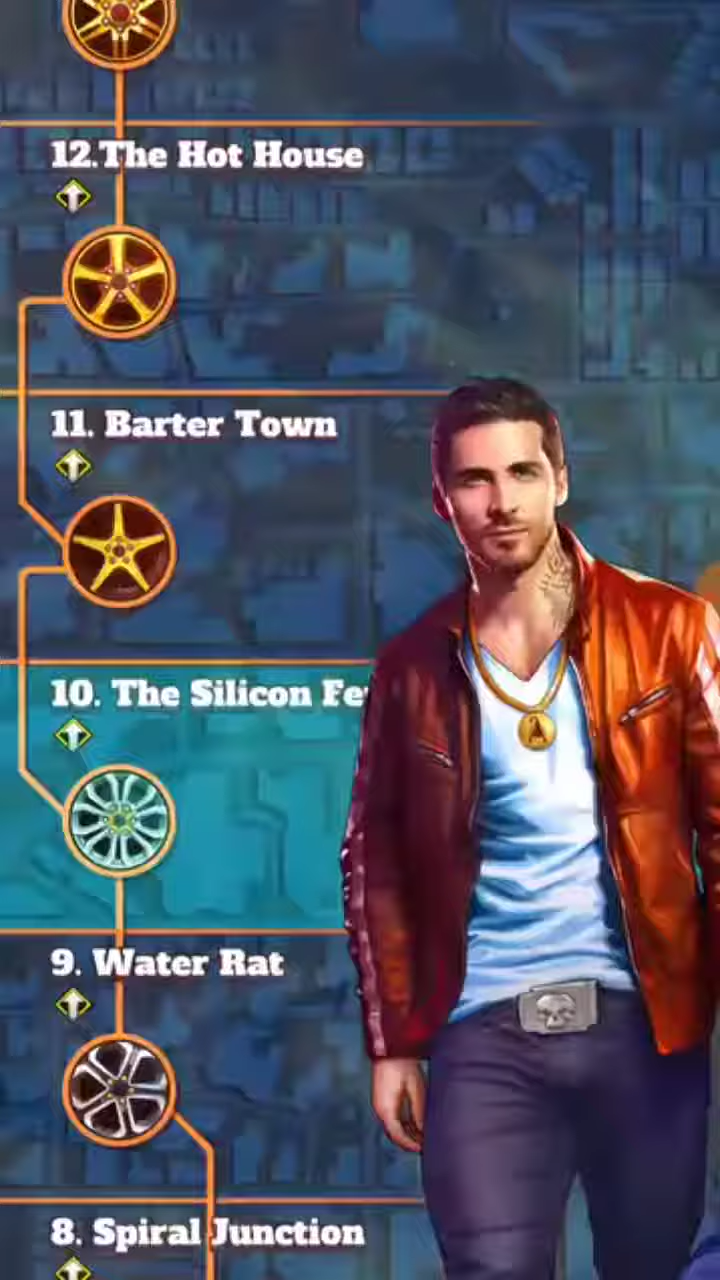 12.The Hot House
11. Barter Town
10. The Silicon
9. Water Rat
8. Spiral Junction
A